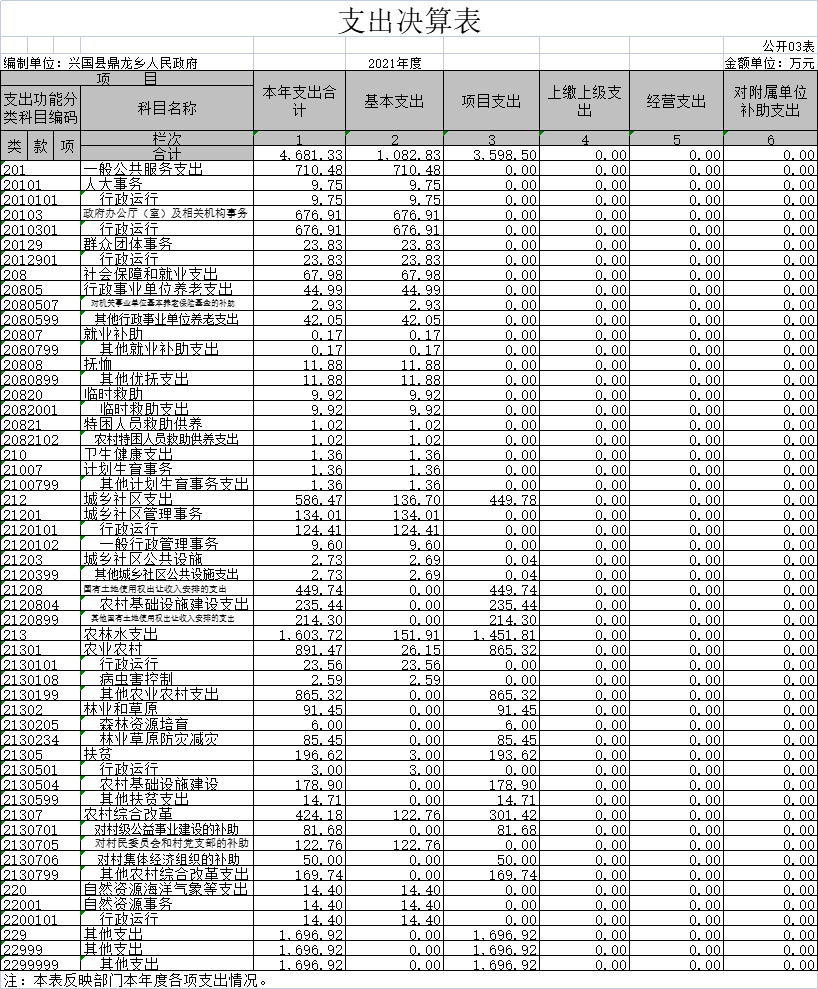 支出决算表
公开03表
编制单位：兴国县鼎龙乡人民政府 2021年度 金额单位：万元
项 目 本年支出合计 基本支出 项目支出 上缴上级支出 经营支出 对附属单位补助支出
支出功能分类科目编码 科目名称
类 款 项 栏次 1 2 3 4 5 6
合计 4,681.33 1,082.83 3,598.50 0.00 0.00 0.00
201 一般公共服务支出 710.48 710.48 0.00 0.00 0.00 0.00
20101 人大事务 9.75 9.75 0.00 0.00 0.00 0.00
2010101 行政运行 9.75 9.75 0.00 0.00 0.00 0.00
20103 政府办公厅（室）及相关机构事务 676.91 676.91 0.00 0.00 0.00 0.00
2010301 行政运行 676.91 676.91 0.00 0.00 0.00 0.00
20129 群众团体事务 23.83 23.83 0.00 0.00 0.00 0.00
2012901 行政运行 23.83 23.83 0.00 0.00 0.00 0.00
208 社会保障和就业支出 67.98 67.98 0.00 0.00 0.00 0.00
20805 行政事业单位养老支出 44.99 44.99 0.00 0.00 0.00 0.00
2080507 对机关事业单位基本养老保险基金的补助 2.93 2.93 0.00 0.00 0.00 0.00
2080599 其他行政事业单位养老支出 42.05 42.05 0.00 0.00 0.00 0.00
20807 就业补助 0.17 0.17 0.00 0.00 0.00 0.00
2080799 其他就业补助支出 0.17 0.17 0.00 0.00 0.00 0.00
20808 抚恤 11.88 11.88 0.00 0.00 0.00 0.00
2080899 其他优抚支出 11.88 11.88 0.00 0.00 0.00 0.00
20820 临时救助 9.92 9.92 0.00 0.00 0.00 0.00
2082001 临时救助支出 9.92 9.92 0.00 0.00 0.00 0.00
20821 特困人员救助供养 1.02 1.02 0.00 0.00 0.00 0.00
2082102 农村特困人员救助供养支出 1.02 1.02 0.00 0.00 0.00 0.00
210 卫生健康支出 1.36 1.36 0.00 0.00 0.00 0.00
21007 计划生育事务 1.36 1.36 0.00 0.00 0.00 0.00
2100799 其他计划生育事务支出 1.36 1.36 0.00 0.00 0.00 0.00
212 城乡社区支出 586.47 136.70 449.78 0.00 0.00 0.00
21201 城乡社区管理事务 134.01 134.01 0.00 0.00 0.00 0.00
2120101 行政运行 124.41 124.41 0.00 0.00 0.00 0.00
2120102 一般行政管理事务 9.60 9.60 0.00 0.00 0.00 0.00
21203 城乡社区公共设施 2.73 2.69 0.04 0.00 0.00 0.00
2120399 其他城乡社区公共设施支出 2.73 2.69 0.04 0.00 0.00 0.00
21208 国有土地使用权出让收入安排的支出 449.74 0.00 449.74 0.00 0.00 0.00
2120804 农村基础设施建设支出 235.44 0.00 235.44 0.00 0.00 0.00
2120899 其他国有土地使用权出让收入安排的支出 214.30 0.00 214.30 0.00 0.00 0.00
213 农林水支出 1,603.72 151.91 1,451.81 0.00 0.00 0.00
21301 农业农村 891.47 26.15 865.32 0.00 0.00 0.00
2130101 行政运行 23.56 23.56 0.00 0.00 0.00 0.00
2130108 病虫害控制 2.59 2.59 0.00 0.00 0.00 0.00
2130199 其他农业农村支出 865.32 0.00 865.32 0.00 0.00 0.00
21302 林业和草原 91.45 0.00 91.45 0.00 0.00 0.00
2130205 森林资源培育 6.00 0.00 6.00 0.00 0.00 0.00
2130234 林业草原防灾减灾 85.45 0.00 85.45 0.00 0.00 0.00
21305 扶贫 196.62 3.00 193.62 0.00 0.00 0.00
2130501 行政运行 3.00 3.00 0.00 0.00 0.00 0.00
2130504 农村基础设施建设 178.90 0.00 178.90 0.00 0.00 0.00
2130599 其他扶贫支出 14.71 0.00 14.71 0.00 0.00 0.00
21307 农村综合改革 424.18 122.76 301.42 0.00 0.00 0.00
2130701 对村级公益事业建设的补助 81.68 0.00 81.68 0.00 0.00 0.00
2130705 对村民委员会和村党支部的补助 122.76 122.76 0.00 0.00 0.00 0.00
2130706 对村集体经济组织的补助 50.00 0.00 50.00 0.00 0.00 0.00
2130799 其他农村综合改革支出 169.74 0.00 169.74 0.00 0.00 0.00
220 自然资源海洋气象等支出 14.40 14.40 0.00 0.00 0.00 0.00
22001 自然资源事务 14.40 14.40 0.00 0.00 0.00 0.00
2200101 行政运行 14.40 14.40 0.00 0.00 0.00 0.00
229 其他支出 1,696.92 0.00 1,696.92 0.00 0.00 0.00
22999 其他支出 1,696.92 0.00 1,696.92 0.00 0.00 0.00
2299999 其他支出 1,696.92 0.00 1,696.92 0.00 0.00 0.00
注：本表反映部门本年度各项支出情况。